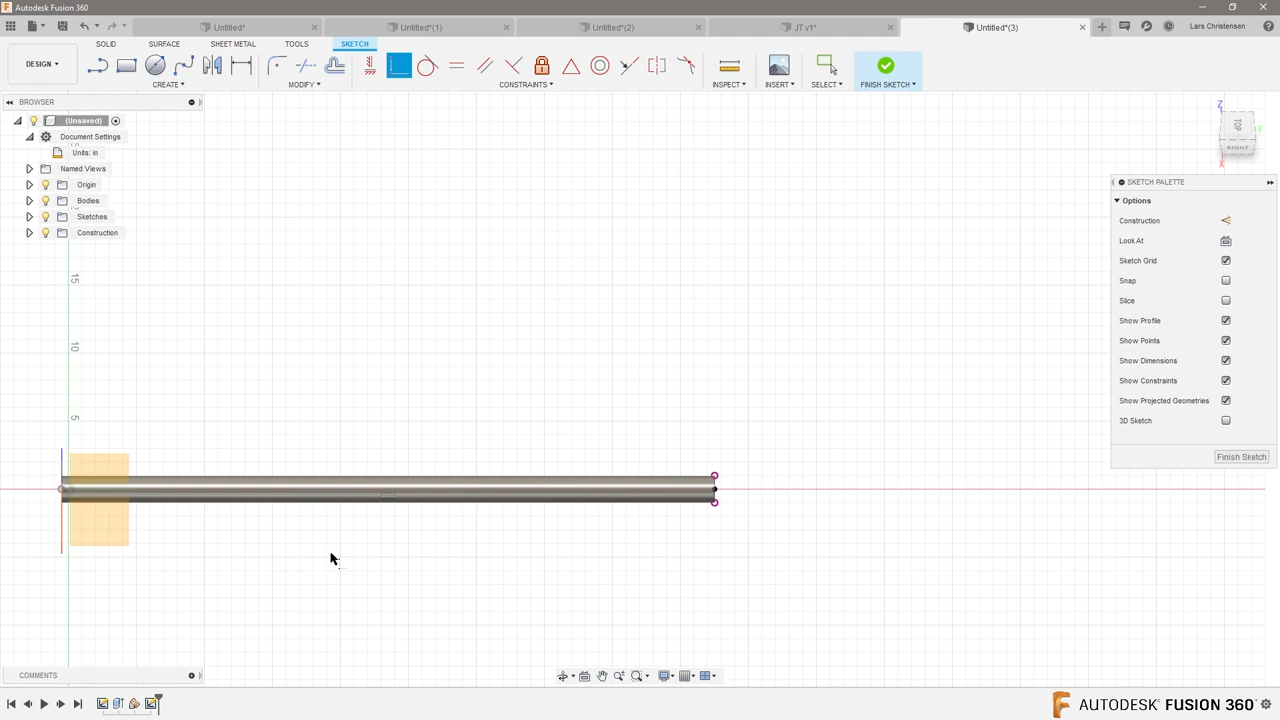 Autodesk Fusion 360
Untitled*
Untitled*(1)
Untitled*(2)
JT v1*
Untitled*(3)
Lars Christensen
DESIGN
SOLID
SURFACE
SHEET METAL
TOOLS
SKETCH
CREATE
MODIFY
CONSTRAINTS
INSPECT
INSERT
SELECT
FINISH SKETCH
BROWSER
(Unsaved)
Document Settings
Units: in
Named Views
Origin
Bodies
Sketches
Construction
15
10
5
Z
TOP
Y
RIGHT
X
SKETCH PALETTE
Options
Construction
Look At
Sketch Grid
Snap
Slice
Show Profile
Show Points
Show Dimensions
Show Constraints
Show Projected Geometries
3D Sketch
Finish Sketch
COMMENTS
AUTODESK® FUSION 360™